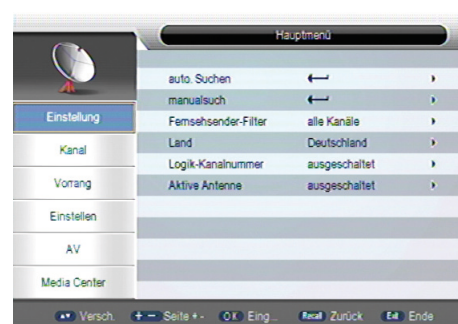 Hauptmenü
auto. Suchen
manualsuch
Fernsehsender-Filter alle Kanäle
Land Deutschland
Logik-Kanalnummer ausgeschaltet
Aktive Antenne ausgeschaltet
Einstellung
Kanal
Vorrang
Einstellen
AV
Media Center
Versch. + - Seite + - OK Eing... Recall Zurück Exit Ende